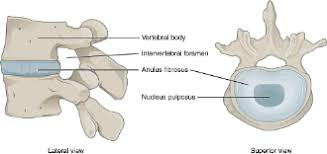 Vertebral body
Intervertebral foramen
Anulus fibrosus
Nucleus pulposus
Lateral view
Superior view